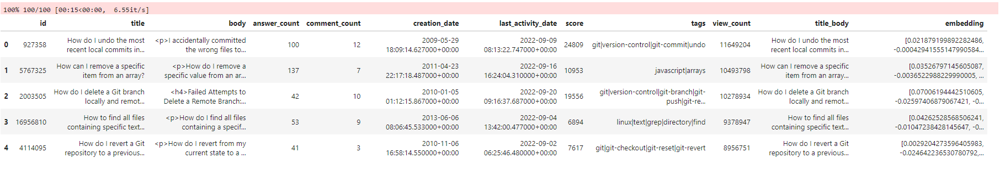 100% 100/100 [00:15<00:00, 6.55it/s]
id title body answer_count comment_count creation_date last_activity_date score tags view_count title_body embedding
0 927358 How do I undo the most recent local commits in... <p>I accidentally committed the wrong files to... 100 12 2009-05-29 18:09:14.627000+00:00 2022-09-09 08:13:22.747000+00:00 24809 git|version-control|git-commit|undo 11649204 How do I undo the most recent local commits in... [0.021879199892282486, -0.00042941555147990584...
1 5767325 How can I remove a specific item from an array? <p>How do I remove a specific value from an ar... 137 7 2011-04-23 22:17:18.487000+00:00 2022-09-16 16:24:04.310000+00:00 10953 javascript|arrays 10493798 How can I remove a specific item from an array... [0.03526797145605087, -0.0036522988229990005, ...
2 2003505 How do I delete a Git branch locally and remot... <h4>Failed Attempts to Delete a Remote Branch:... 42 10 2010-01-05 01:12:15.867000+00:00 2022-09-20 09:16:37.687000+00:00 19556 git|version-control|git-branch|git-push|git-re... 10278934 How do I delete a Git branch locally and remot... [0.07006194442510605, -0.02597406879067421, -0...
3 16956810 How to find all files containing specific text... <p>How do I find all files containing a specif... 53 9 2013-06-06 08:06:45.533000+00:00 2022-09-04 13:42:00.477000+00:00 6894 linux|text|grep|directory|find 9378947 How to find all files containing specific text... [0.04262528568506241, -0.01047238428145647, -0...
4 4114095 How do I revert a Git repository to a previous... <p>How do I revert from my current state to a ... 41 3 2010-11-06 16:58:14.550000+00:00 2022-09-02 06:25:46.480000+00:00 7617 git|git-checkout|git-reset|git-revert 8956751 How do I revert a Git repository to a previous... [0.0029204273596405983, -0.024642236530780792,...